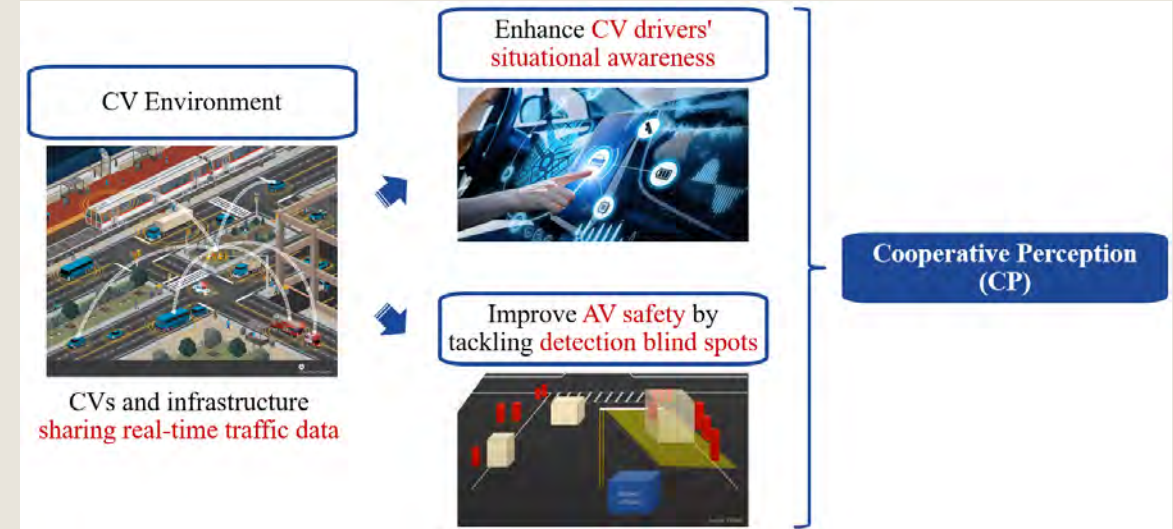 CV Environment
CVs and infrastructure
sharing real-time traffic data
Enhance CV drivers'
situational awareness
Improve AV safety by
tackling detection blind spots
Cooperative Perception
(CP)